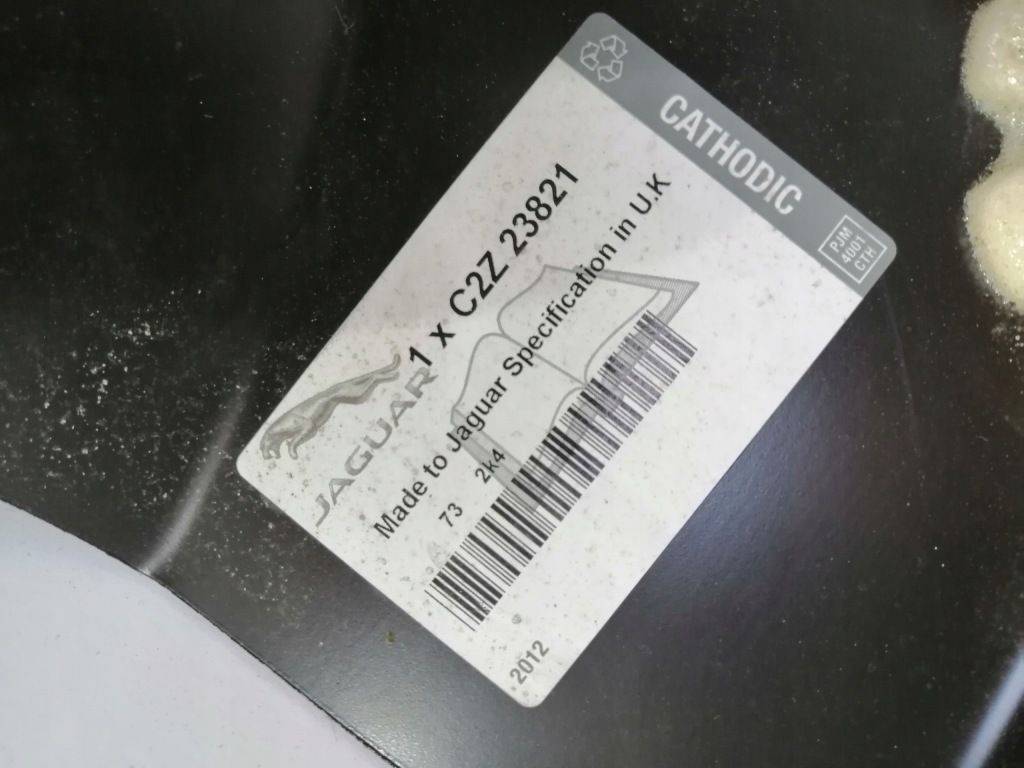 CATHODIC
PJM
4001
CTH
JAGUAR
1 x C2Z 23821
Made to Jaguar Specification in U.K
73 2k4
2012